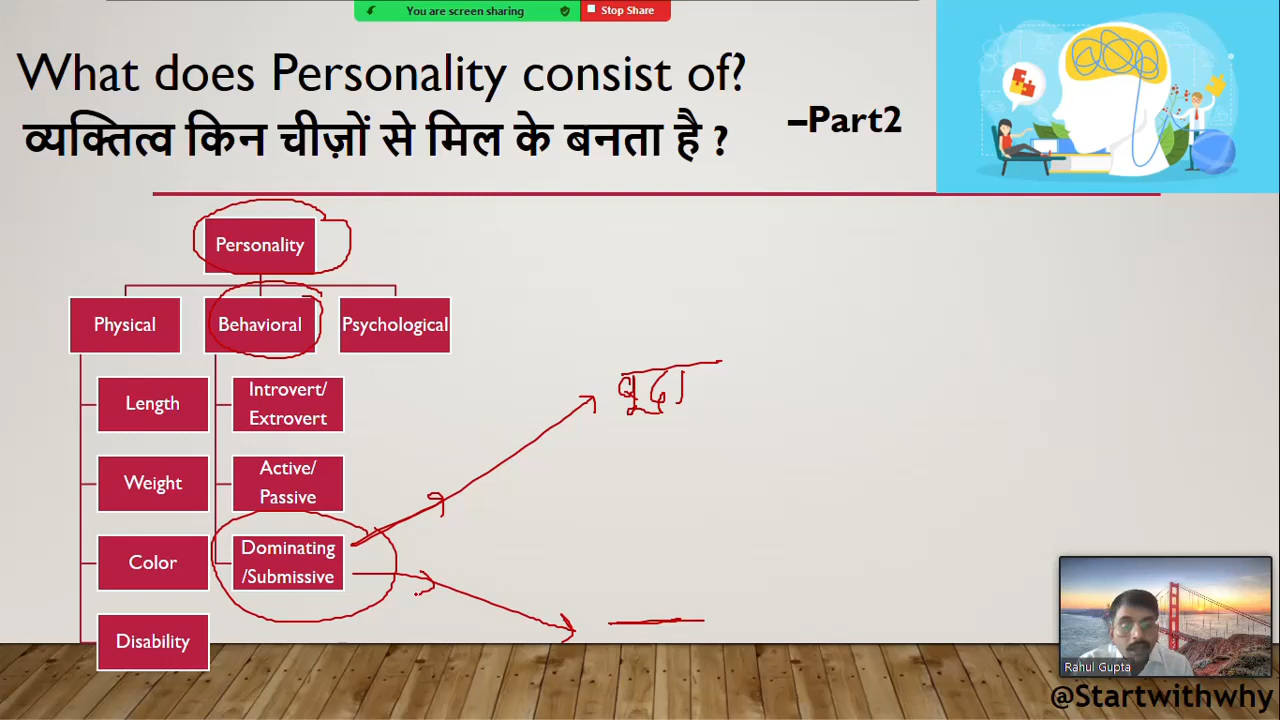 You are screen sharing
Stop Share
What does Personality consist of?
व्यक्तित्व किन चीज़ों से मिल के बनता है ?
–Part2
Personality
Physical
Behavioral
Psychological
Length
Introvert/
Extrovert
Weight
Active/
Passive
Color
Dominating
/Submissive
Disability
Rahul Gupta
@Startwithwhy